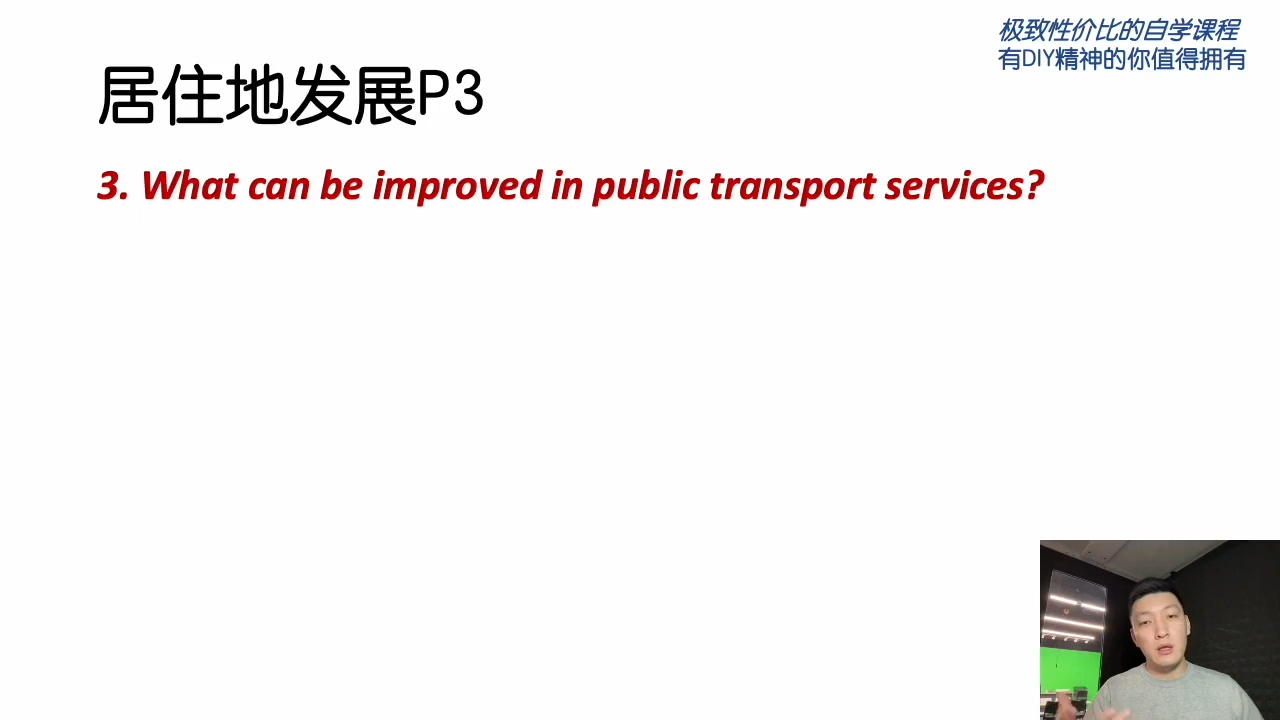 极致性价比的自学课程
有DIY精神的你值得拥有
居住地发展P3
3. What can be improved in public transport services?